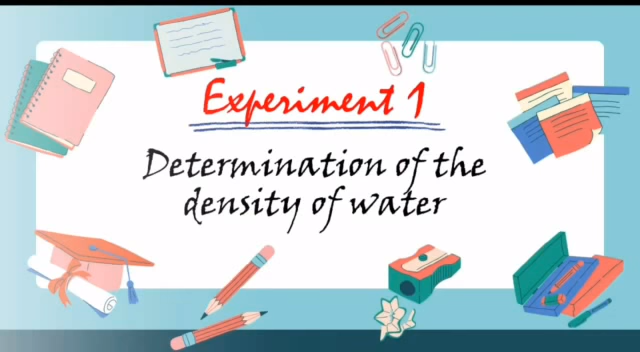 Experiment 1
Determination of the
density of water